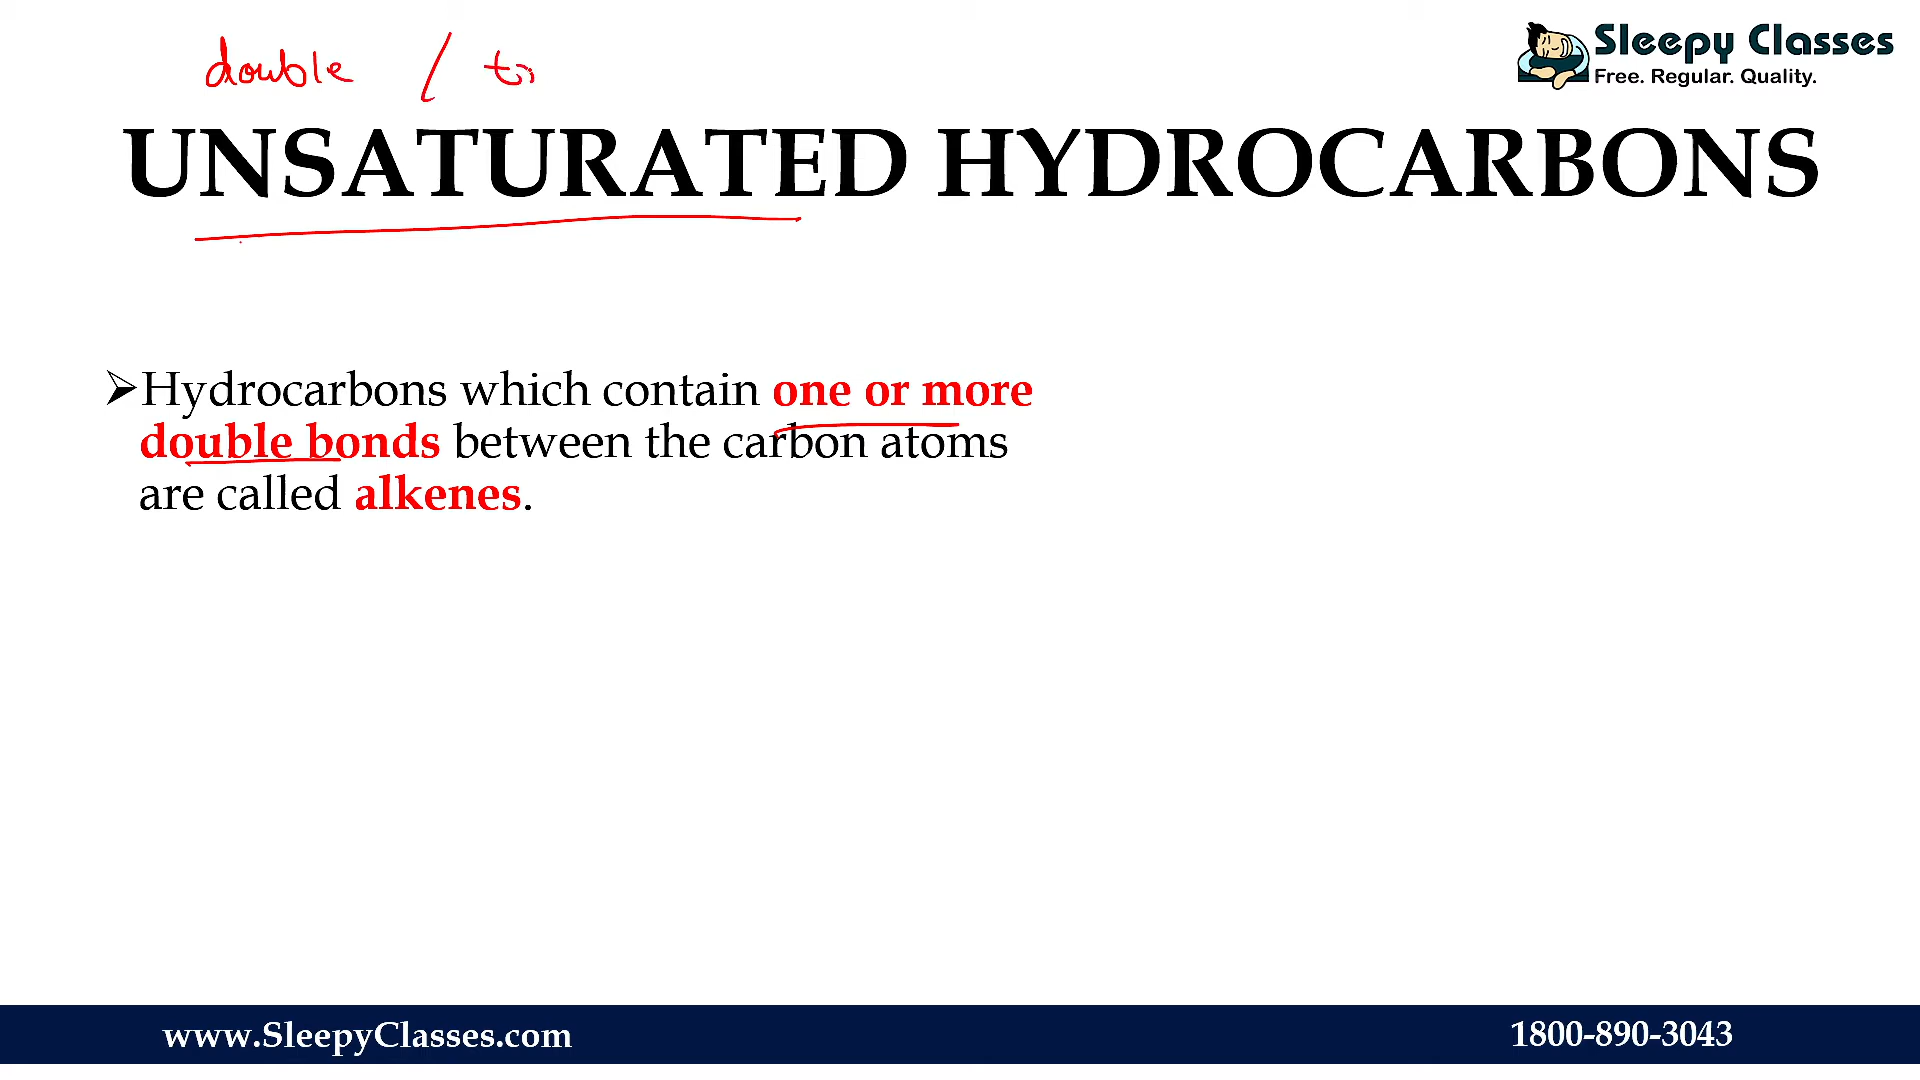 double /
Sleepy Classes
Free. Regular. Quality.
UNSATURATED HYDROCARBONS
➢Hydrocarbons which contain one or more
double bonds between the carbon atoms
are called alkenes.
www.SleepyClasses.com
1800-890-3043